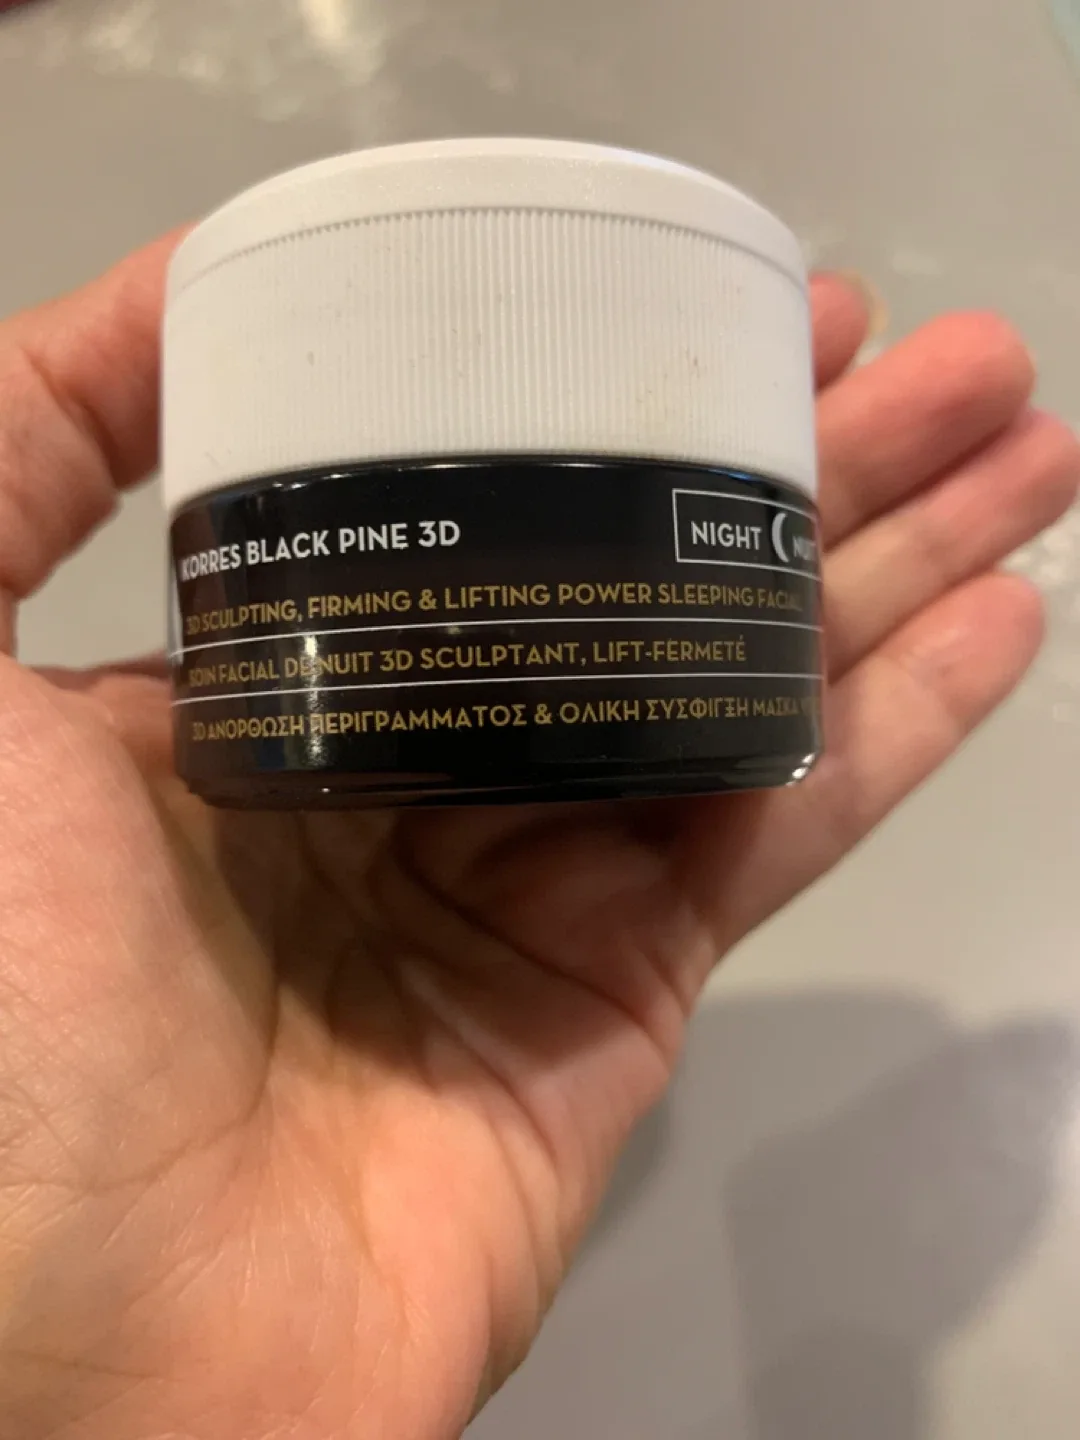 KORRES BLACK PINE 3D
NIGHT
3D SCULPTING, FIRMING & LIFTING POWER SLEEPING FACIAL
SOIN FACIAL DE NUIT 3D SCULPTANT, LIFT-FERMETÉ
3D ΑΝΟΡΘΩΣΗ ΠΕΡΙΓΡΑΜΜΑΤΟΣ & ΟΛΙΚΗ ΣΥΣΦΙΓΞΗ ΜΑΣΚΑ